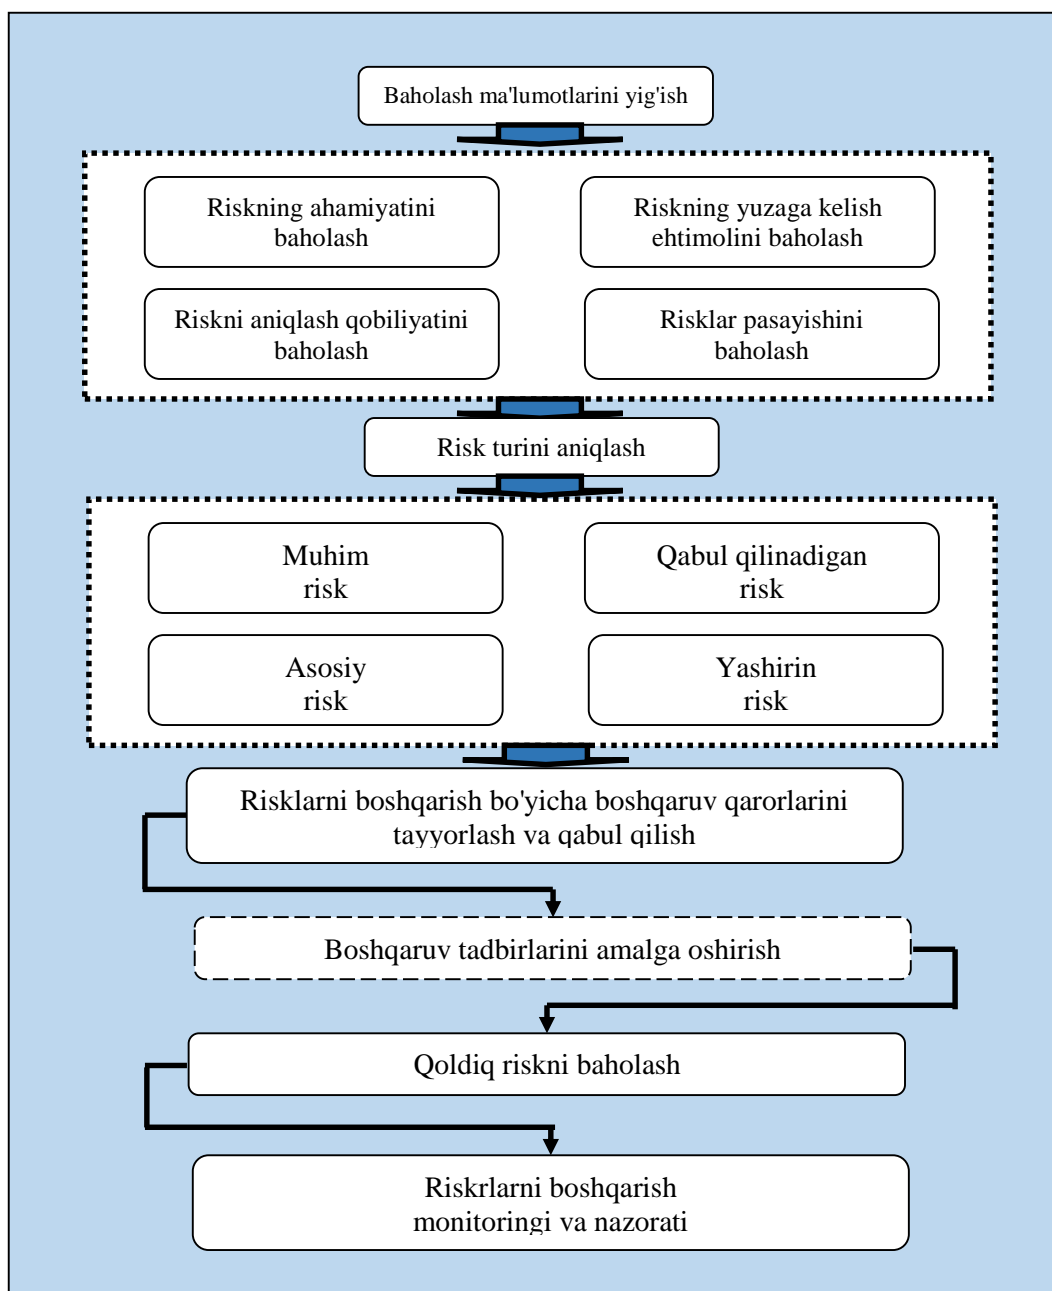 Baholash ma'lumotlarini yig'ish
Riskning ahamiyatini
baholash
Riskning yuzaga kelish
ehtimolini baholash
Riskni aniqlash qobiliyatini
baholash
Risklar pasayishini
baholash
Risk turini aniqlash
Muhim
risk
Qabul qilinadigan
risk
Asosiy
risk
Yashirin
risk
Risklarni boshqarish bo'yicha boshqaruv qarorlarini
tayyorlash va qabul qilish
Boshqaruv tadbirlarini amalga oshirish
Qoldiq riskni baholash
Riskrlarni boshqarish
monitoringi va nazorati